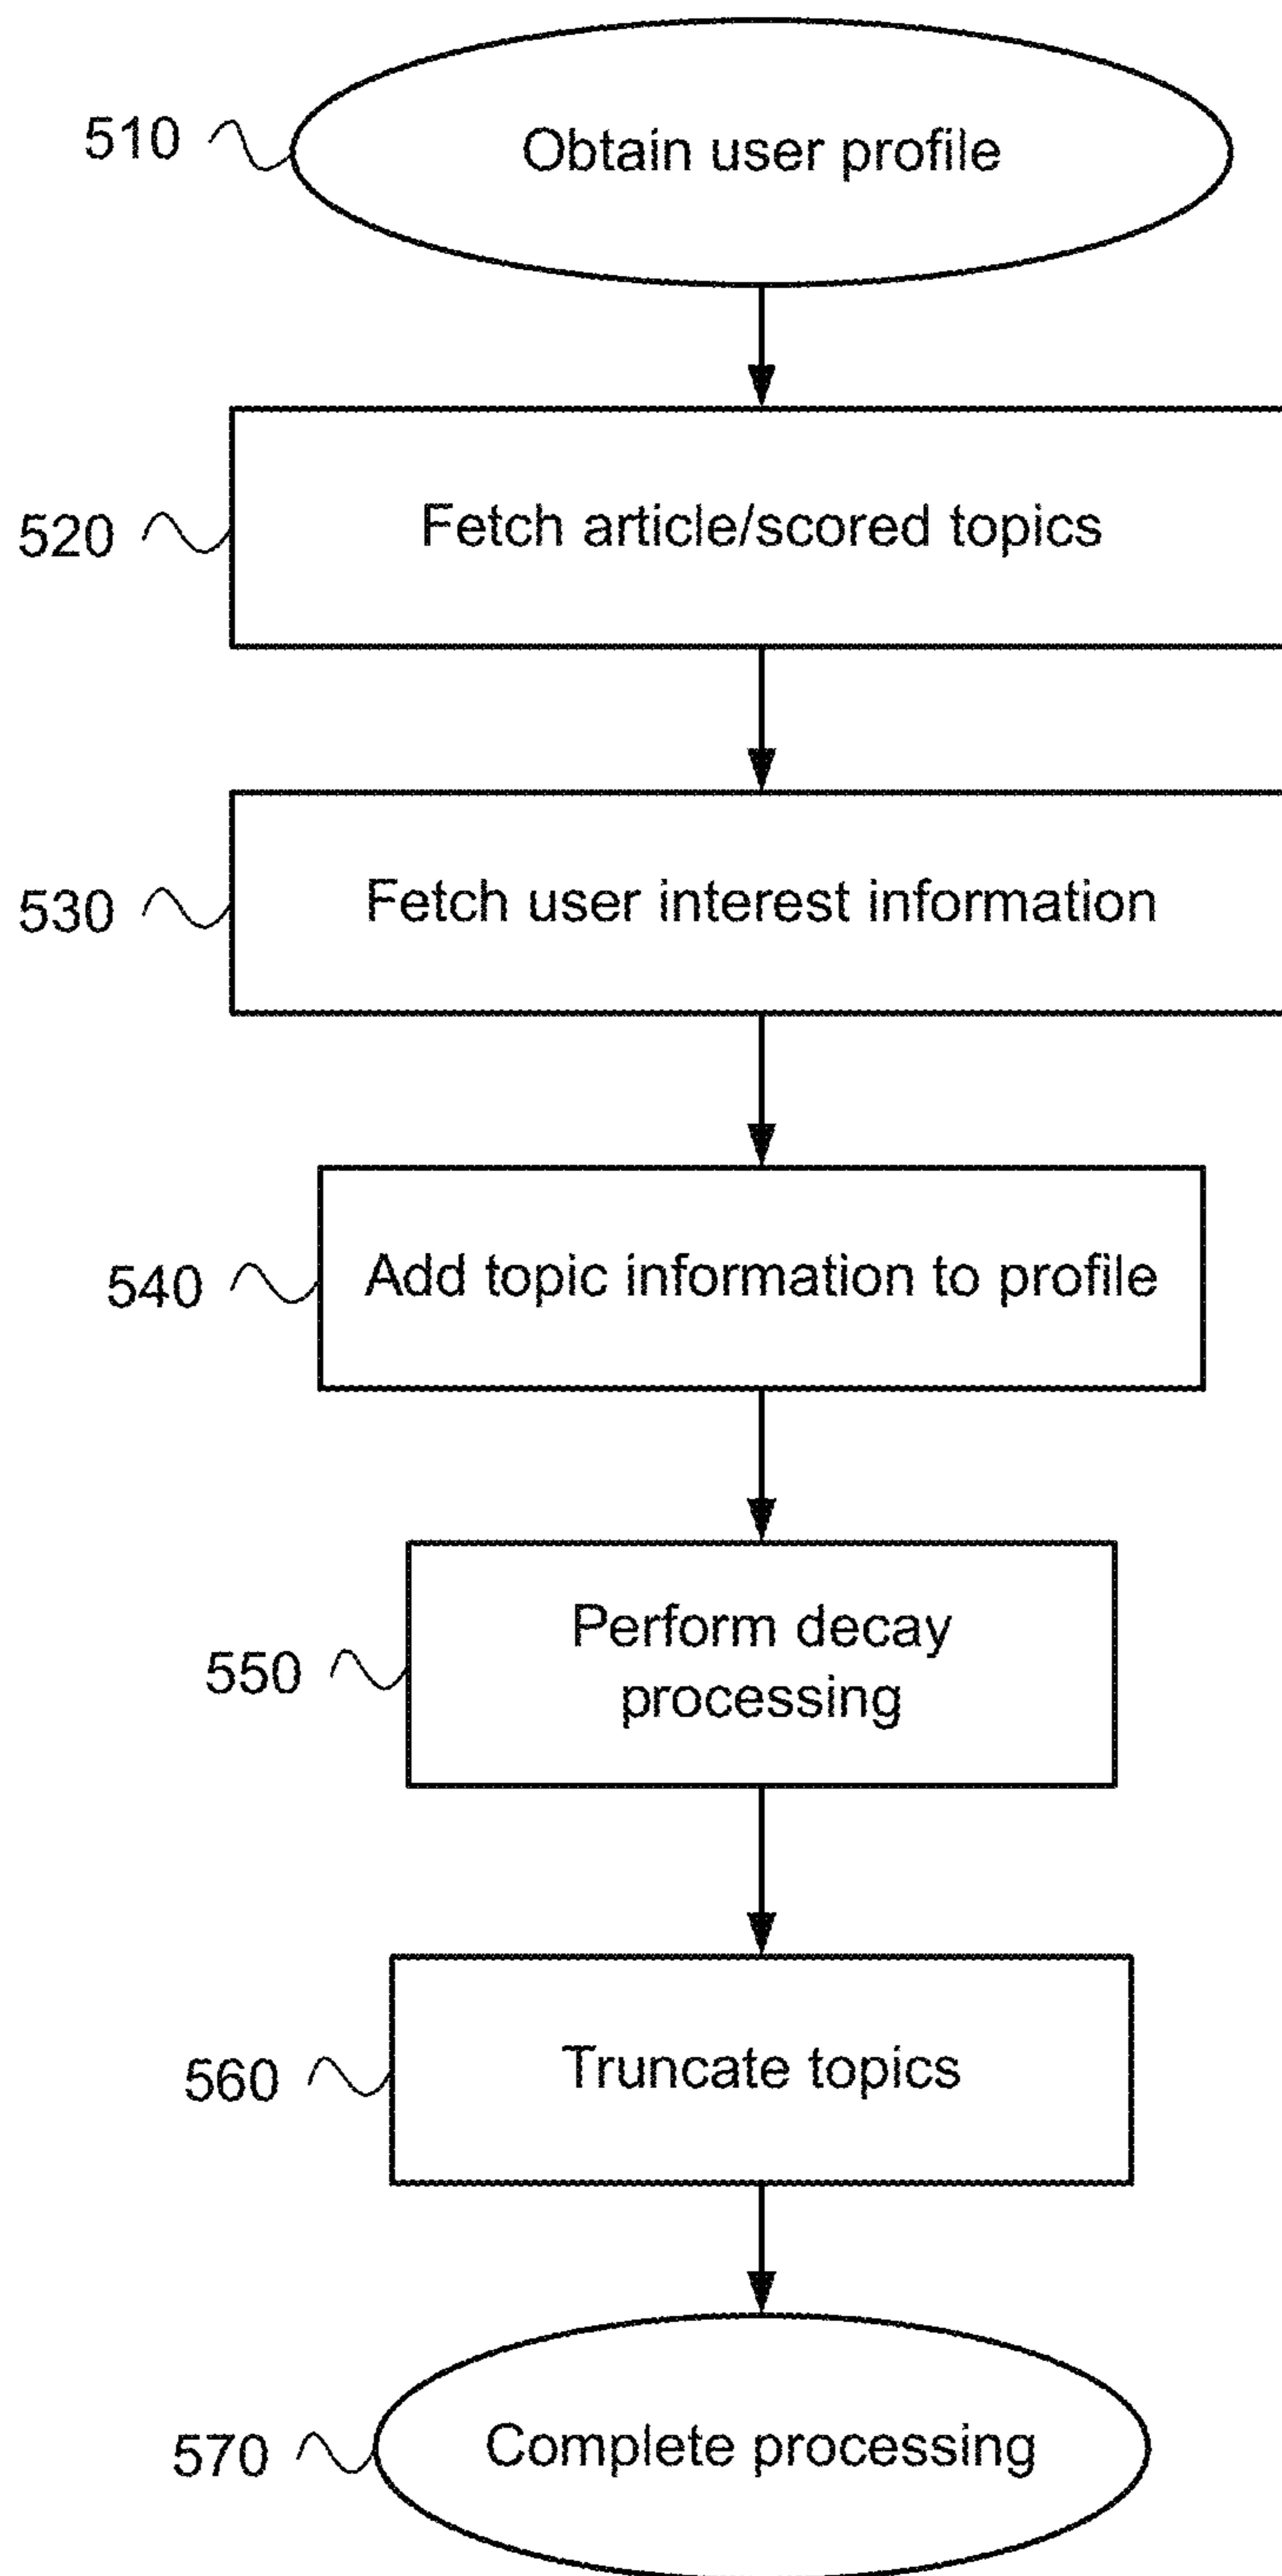 510
Obtain user profile
520
Fetch article/scored topics
530
Fetch user interest information
540
Add topic information to profile
550
Perform decay
processing
560
Truncate topics
570
Complete processing